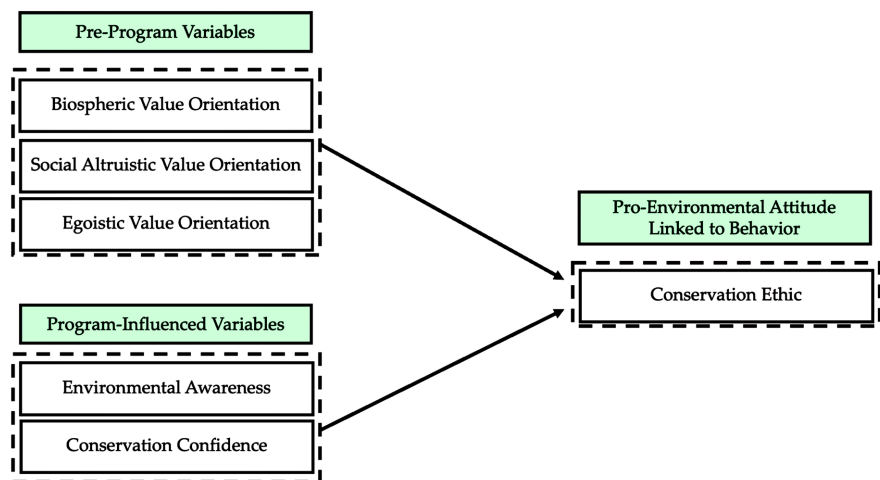 Pre-Program Variables
Biospheric Value Orientation
Social Altruistic Value Orientation
Egoistic Value Orientation
Program-Influenced Variables
Environmental Awareness
Conservation Confidence
Pro-Environmental Attitude
Linked to Behavior
Conservation Ethic